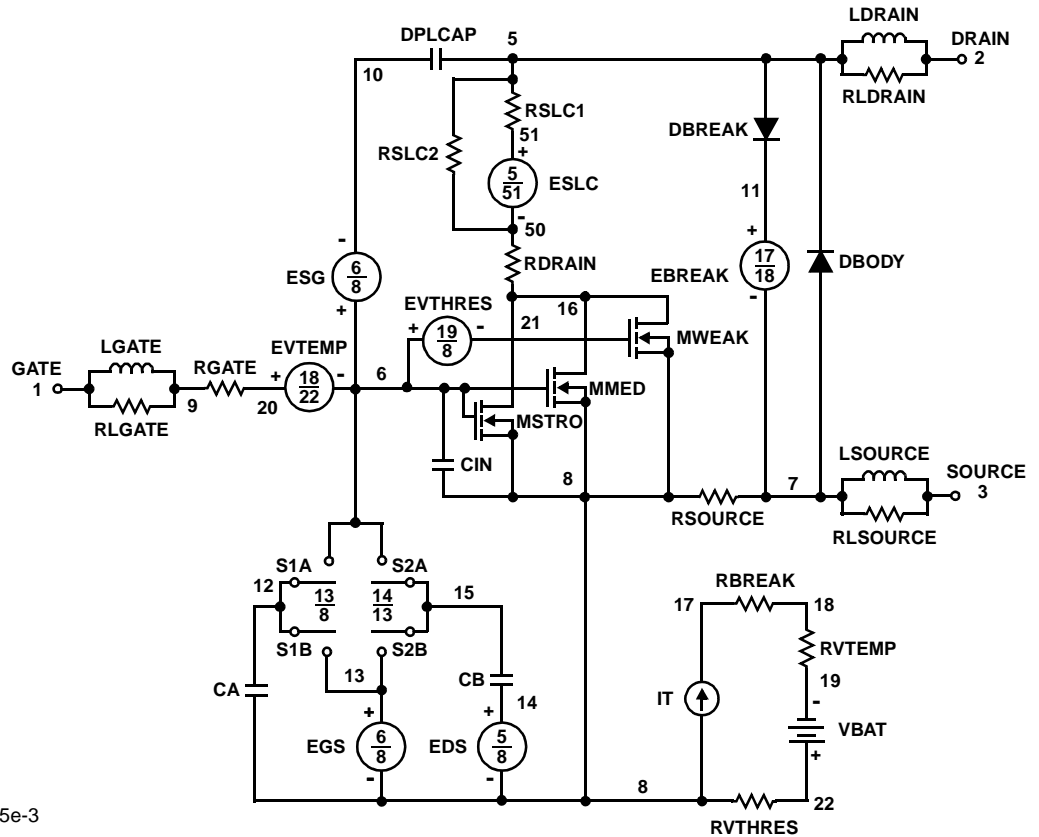 LDRAIN
DPLCAP
5
DRAIN
2
10
RLDRAIN
RSLC1
DBREAK
51
+
RSLC2
5
51
ESLC
11
-
50
-
+
RDRAIN
17
18
EBREAK
DBODY
6
8
ESG
EVTHRES
16
-
+
+
19
8
-
21
MWEAK
LGATE
EVTEMP
GATE
1
RGATE
+
18
22
-
6
MMED
9
20
MSTRO
RLGATE
LSOURCE
CIN
8
7
SOURCE
3
RSOURCE
RLSOURCE
S1A
S2A
12
13
8
14
13
15
RBREAK
17
18
S1B
S2B
RVTEMP
13
CB
CA
19
IT
14
-
+
+
VBAT
EGS
6
8
EDS
5
8
+
-
-
8
22
5e-3
RVTHRES